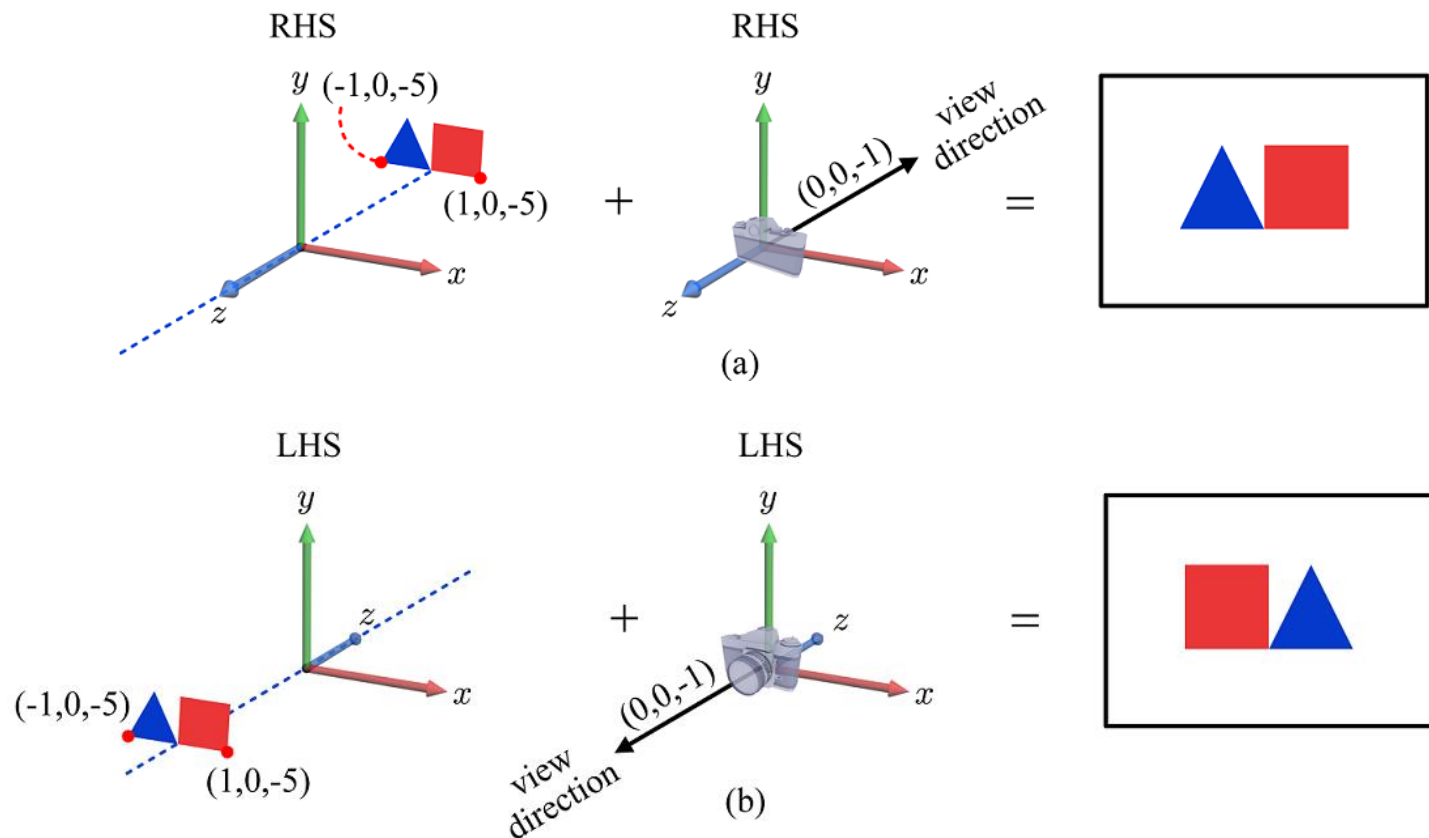 RHS
RHS
y
(-1,0,-5)
(1,0,-5)
x
z
+
y
(0,0,-1)
view
direction
x
z
=
(a)
LHS
LHS
y
z
x
(-1,0,-5)
(1,0,-5)
+
y
z
x
(0,0,-1)
view
direction
=
(b)